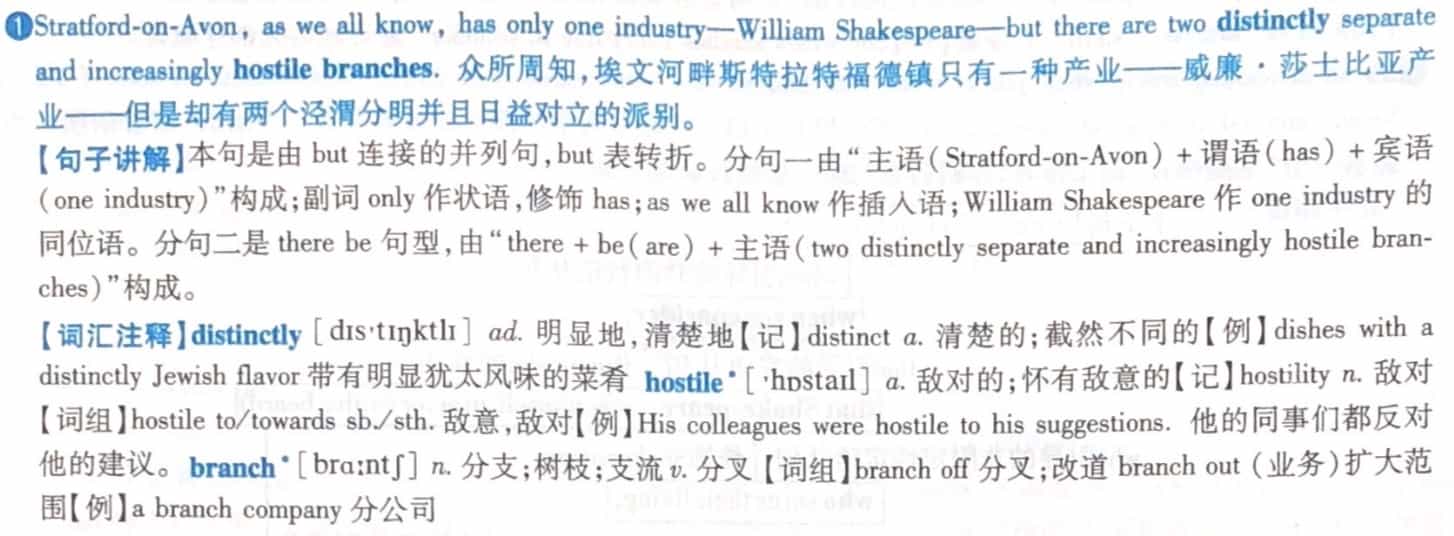 ❶Stratford-on-Avon, as we all know, has only one industry—William Shakespeare—but there are two distinctly separate
and increasingly hostile branches. 众所周知,埃文河畔斯特拉特福德镇只有一种产业——威廉·莎士比亚产
业——但是却有两个泾渭分明并且日益对立的派别。
【句子讲解】本句是由 but 连接的并列句,but 表转折。分句一由“主语(Stratford-on-Avon) + 谓语(has) + 宾语
(one industry)”构成;副词 only 作状语,修饰 has;as we all know 作插入语;William Shakespeare 作 one industry 的
同位语。分句二是 there be 句型,由“there + be(are) + 主语(two distinctly separate and increasingly hostile bran-
ches)”构成。
【词汇注释】distinctly [dɪsˈtɪŋktlɪ] ad. 明显地,清楚地【记】distinct a. 清楚的;截然不同的【例】dishes with a
distinctly Jewish flavor 带有明显犹太风味的菜肴 hostile* [ˈhɒstaɪl] a. 敌对的;怀有敌意的【记】hostility n. 敌对
【词组】hostile to/towards sb./sth. 敌意,敌对【例】His colleagues were hostile to his suggestions. 他的同事们都反对
他的建议。branch* [brɑːntʃ] n. 分支;树枝;支流 v. 分叉【词组】branch off 分叉;改道 branch out (业务)扩大范
围【例】a branch company 分公司